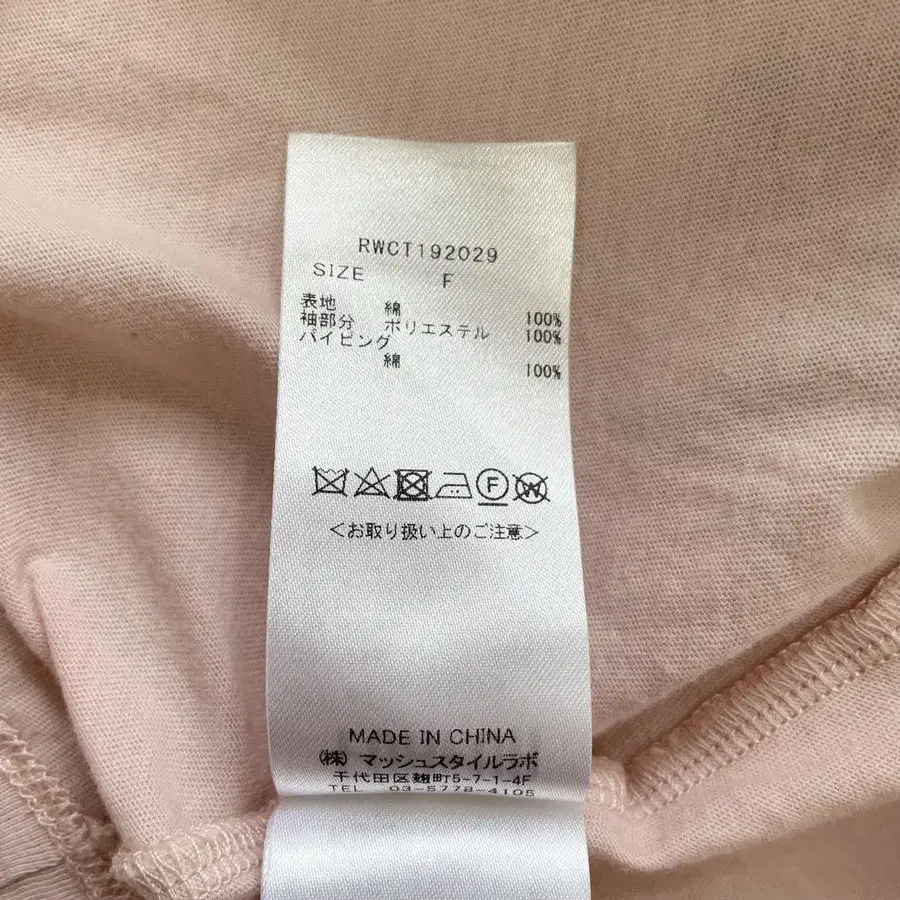 RWCT192029
SIZE F
表地 綿 100%
袖部分 ポリエステル 100%
パイピング
綿 100%
F
W
<お取り扱い上のご注意>
MADE IN CHINA
(株) マッシュスタイルラボ
千代田区麹町5-7-1-4F
TEL 03-5778-4105